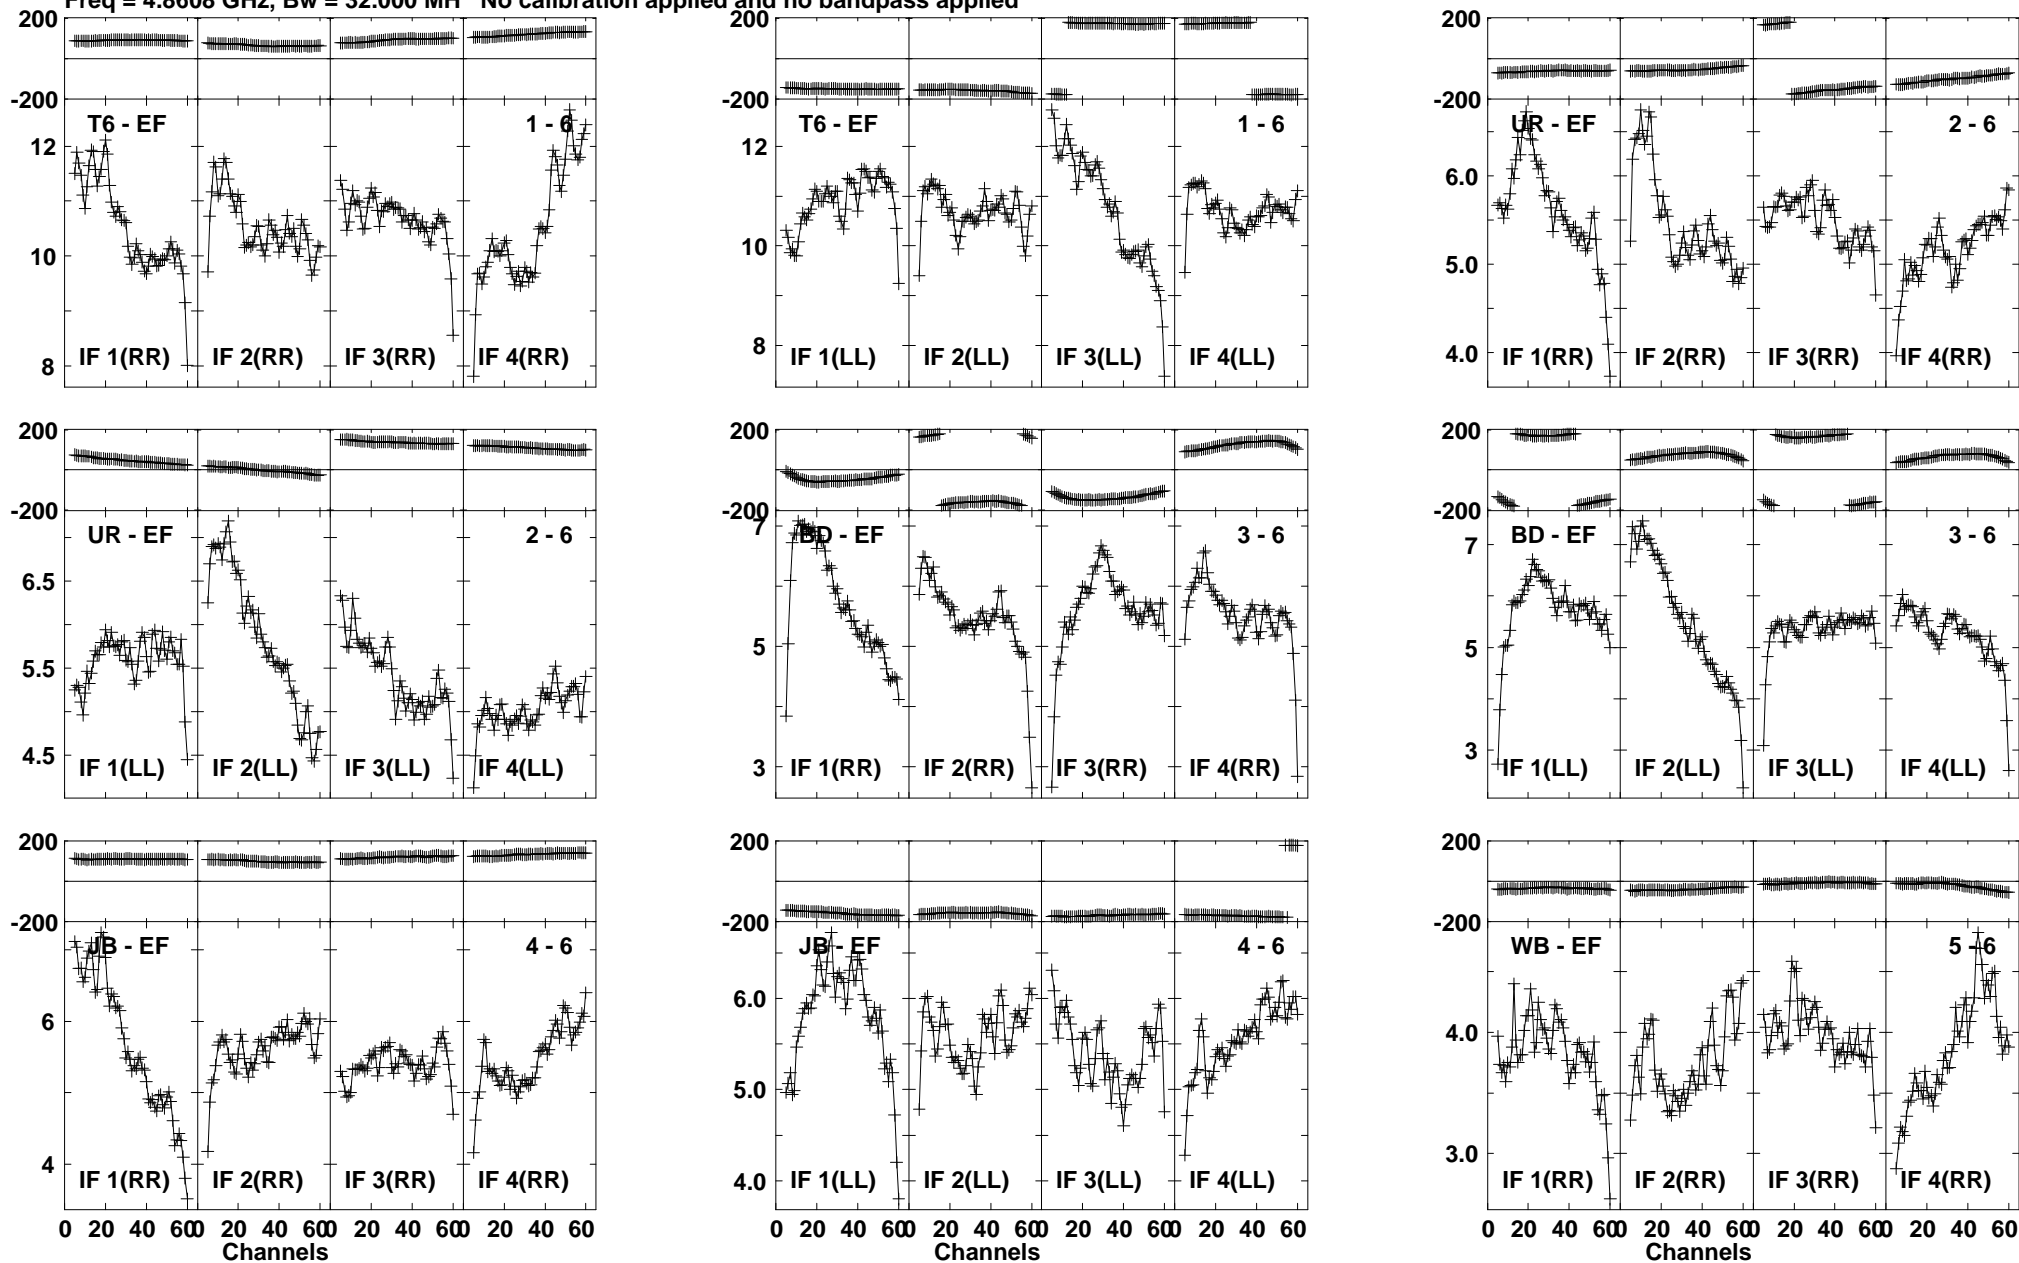 Freq = 4.8608 GHz, Bw = 32.000 MH No calibration applied and no bandpass applied
200
-200
T6 - EF 1 - 6
12
10
8
IF 1(RR) IF 2(RR) IF 3(RR) IF 4(RR)
200
-200
T6 - EF 1 - 6
12
10
8
IF 1(LL) IF 2(LL) IF 3(LL) IF 4(LL)
200
-200
UR - EF 2 - 6
6.0
5.0
4.0
IF 1(RR) IF 2(RR) IF 3(RR) IF 4(RR)
200
-200
UR - EF 2 - 6
6.5
5.5
4.5
IF 1(LL) IF 2(LL) IF 3(LL) IF 4(LL)
200
-200
7
BD - EF 3 - 6
5
3
IF 1(RR) IF 2(RR) IF 3(RR) IF 4(RR)
200
-200
BD - EF 3 - 6
7
5
3
IF 1(LL) IF 2(LL) IF 3(LL) IF 4(LL)
200
-200
JB - EF 4 - 6
6
4
IF 1(RR) IF 2(RR) IF 3(RR) IF 4(RR)
0 20 40 60 0 20 40 60 0 20 40 60 0 20 40 60
Channels
200
-200
JB - EF 4 - 6
6.0
5.0
4.0
IF 1(LL) IF 2(LL) IF 3(LL) IF 4(LL)
0 20 40 60 0 20 40 60 0 20 40 60 0 20 40 60
Channels
200
-200
WB - EF 5 - 6
4.0
3.0
IF 1(RR) IF 2(RR) IF 3(RR) IF 4(RR)
0 20 40 60 0 20 40 60 0 20 40 60 0 20 40 60
Channels